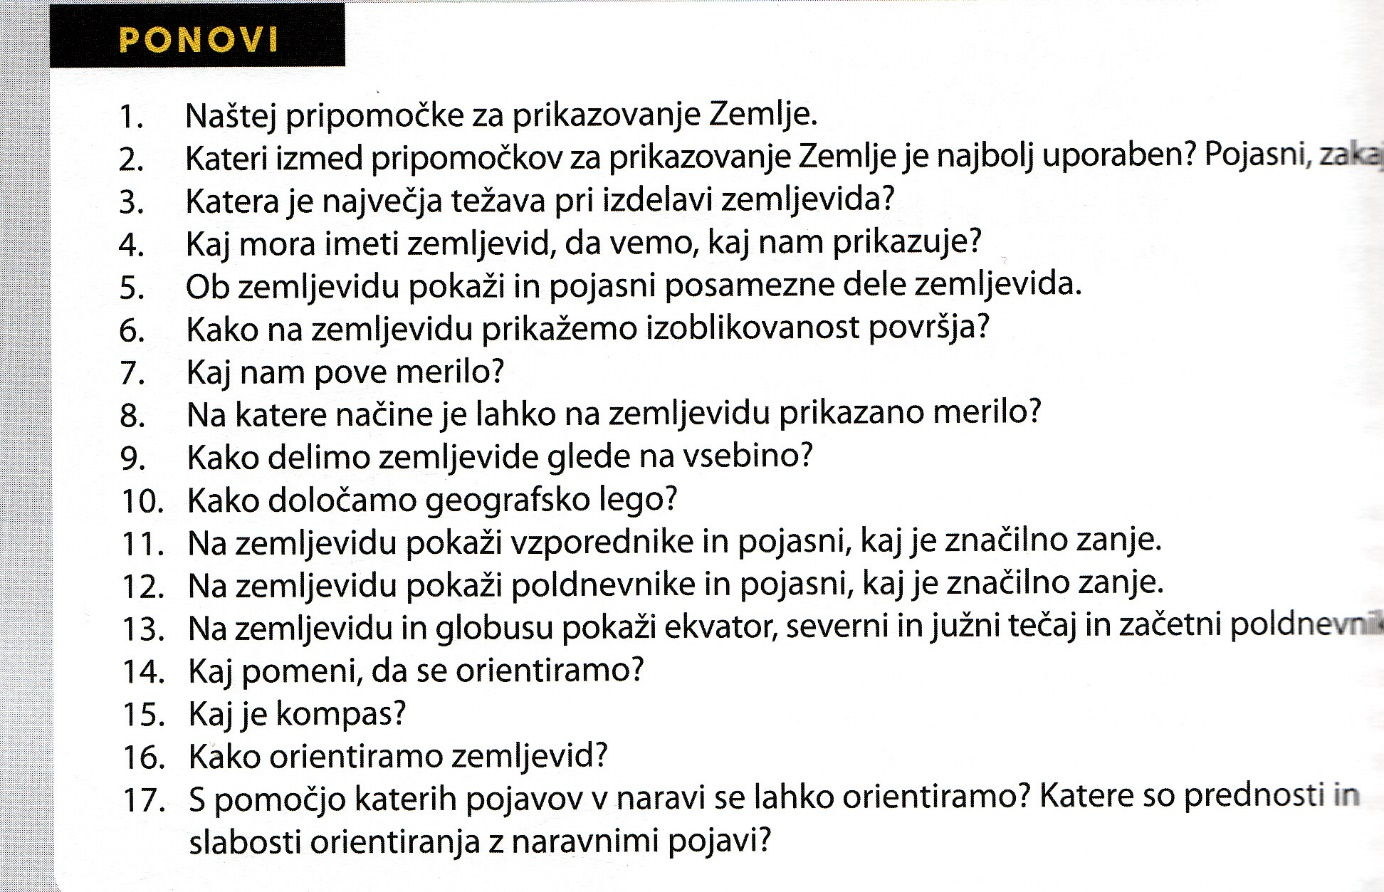 PONOVI
1. Naštej pripomočke za prikazovanje Zemlje.
2. Kateri izmed pripomočkov za prikazovanje Zemlje je najbolj uporaben? Pojasni, zakaj
3. Katera je največja težava pri izdelavi zemljevida?
4. Kaj mora imeti zemljevid, da vemo, kaj nam prikazuje?
5. Ob zemljevidu pokaži in pojasni posamezne dele zemljevida.
6. Kako na zemljevidu prikažemo izoblikovanost površja?
7. Kaj nam pove merilo?
8. Na katere načine je lahko na zemljevidu prikazano merilo?
9. Kako delimo zemljevide glede na vsebino?
10. Kako določamo geografsko lego?
11. Na zemljevidu pokaži vzporednike in pojasni, kaj je značilno zanje.
12. Na zemljevidu pokaži poldnevnike in pojasni, kaj je značilno zanje.
13. Na zemljevidu in globusu pokaži ekvator, severni in južni tečaj in začetni poldnevnik
14. Kaj pomeni, da se orientiramo?
15. Kaj je kompas?
16. Kako orientiramo zemljevid?
17. S pomočjo katerih pojavov v naravi se lahko orientiramo? Katere so prednosti in
slabosti orientiranja z naravnimi pojavi?